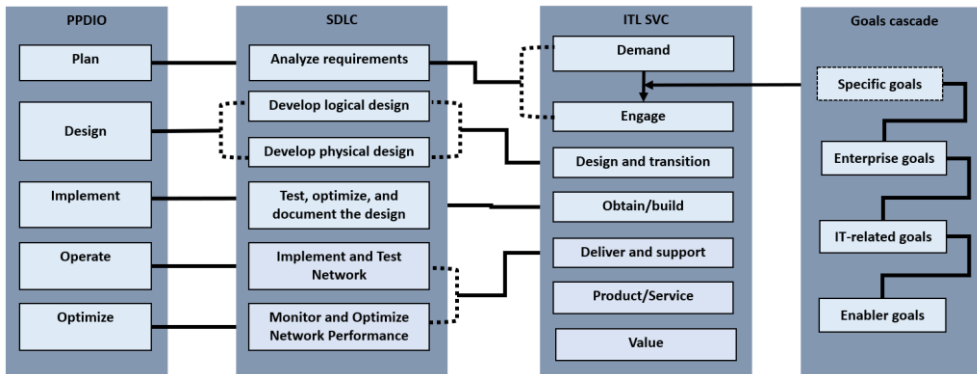 PPDIO
Plan
Design
Implement
Operate
Optimize
SDLC
Analyze requirements
Develop logical design
Develop physical design
Test, optimize, and
document the design
Implement and Test
Network
Monitor and Optimize
Network Performance
ITL SVC
Demand
Engage
Design and transition
Obtain/build
Deliver and support
Product/Service
Value
Goals cascade
Specific goals
Enterprise goals
IT-related goals
Enabler goals